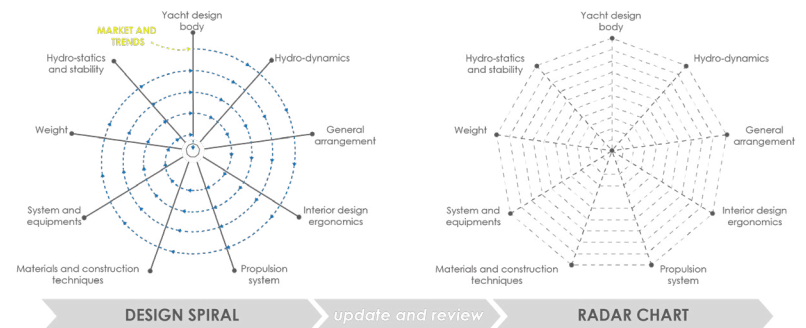 Yacht design
body
MARKET AND
TRENDS
Hydro-statics
and stability
Hydro-dynamics
Weight
General
arrangement
System and
equipments
Interior design
ergonomics
Materials and construction
techniques
Propulsion
system
Yacht design
body
Hydro-statics
and stability
Hydro-dynamics
Weight
General
arrangement
System and
equipments
Interior design
ergonomics
Materials and construction
techniques
Propulsion
system
DESIGN SPIRAL
update and review
RADAR CHART